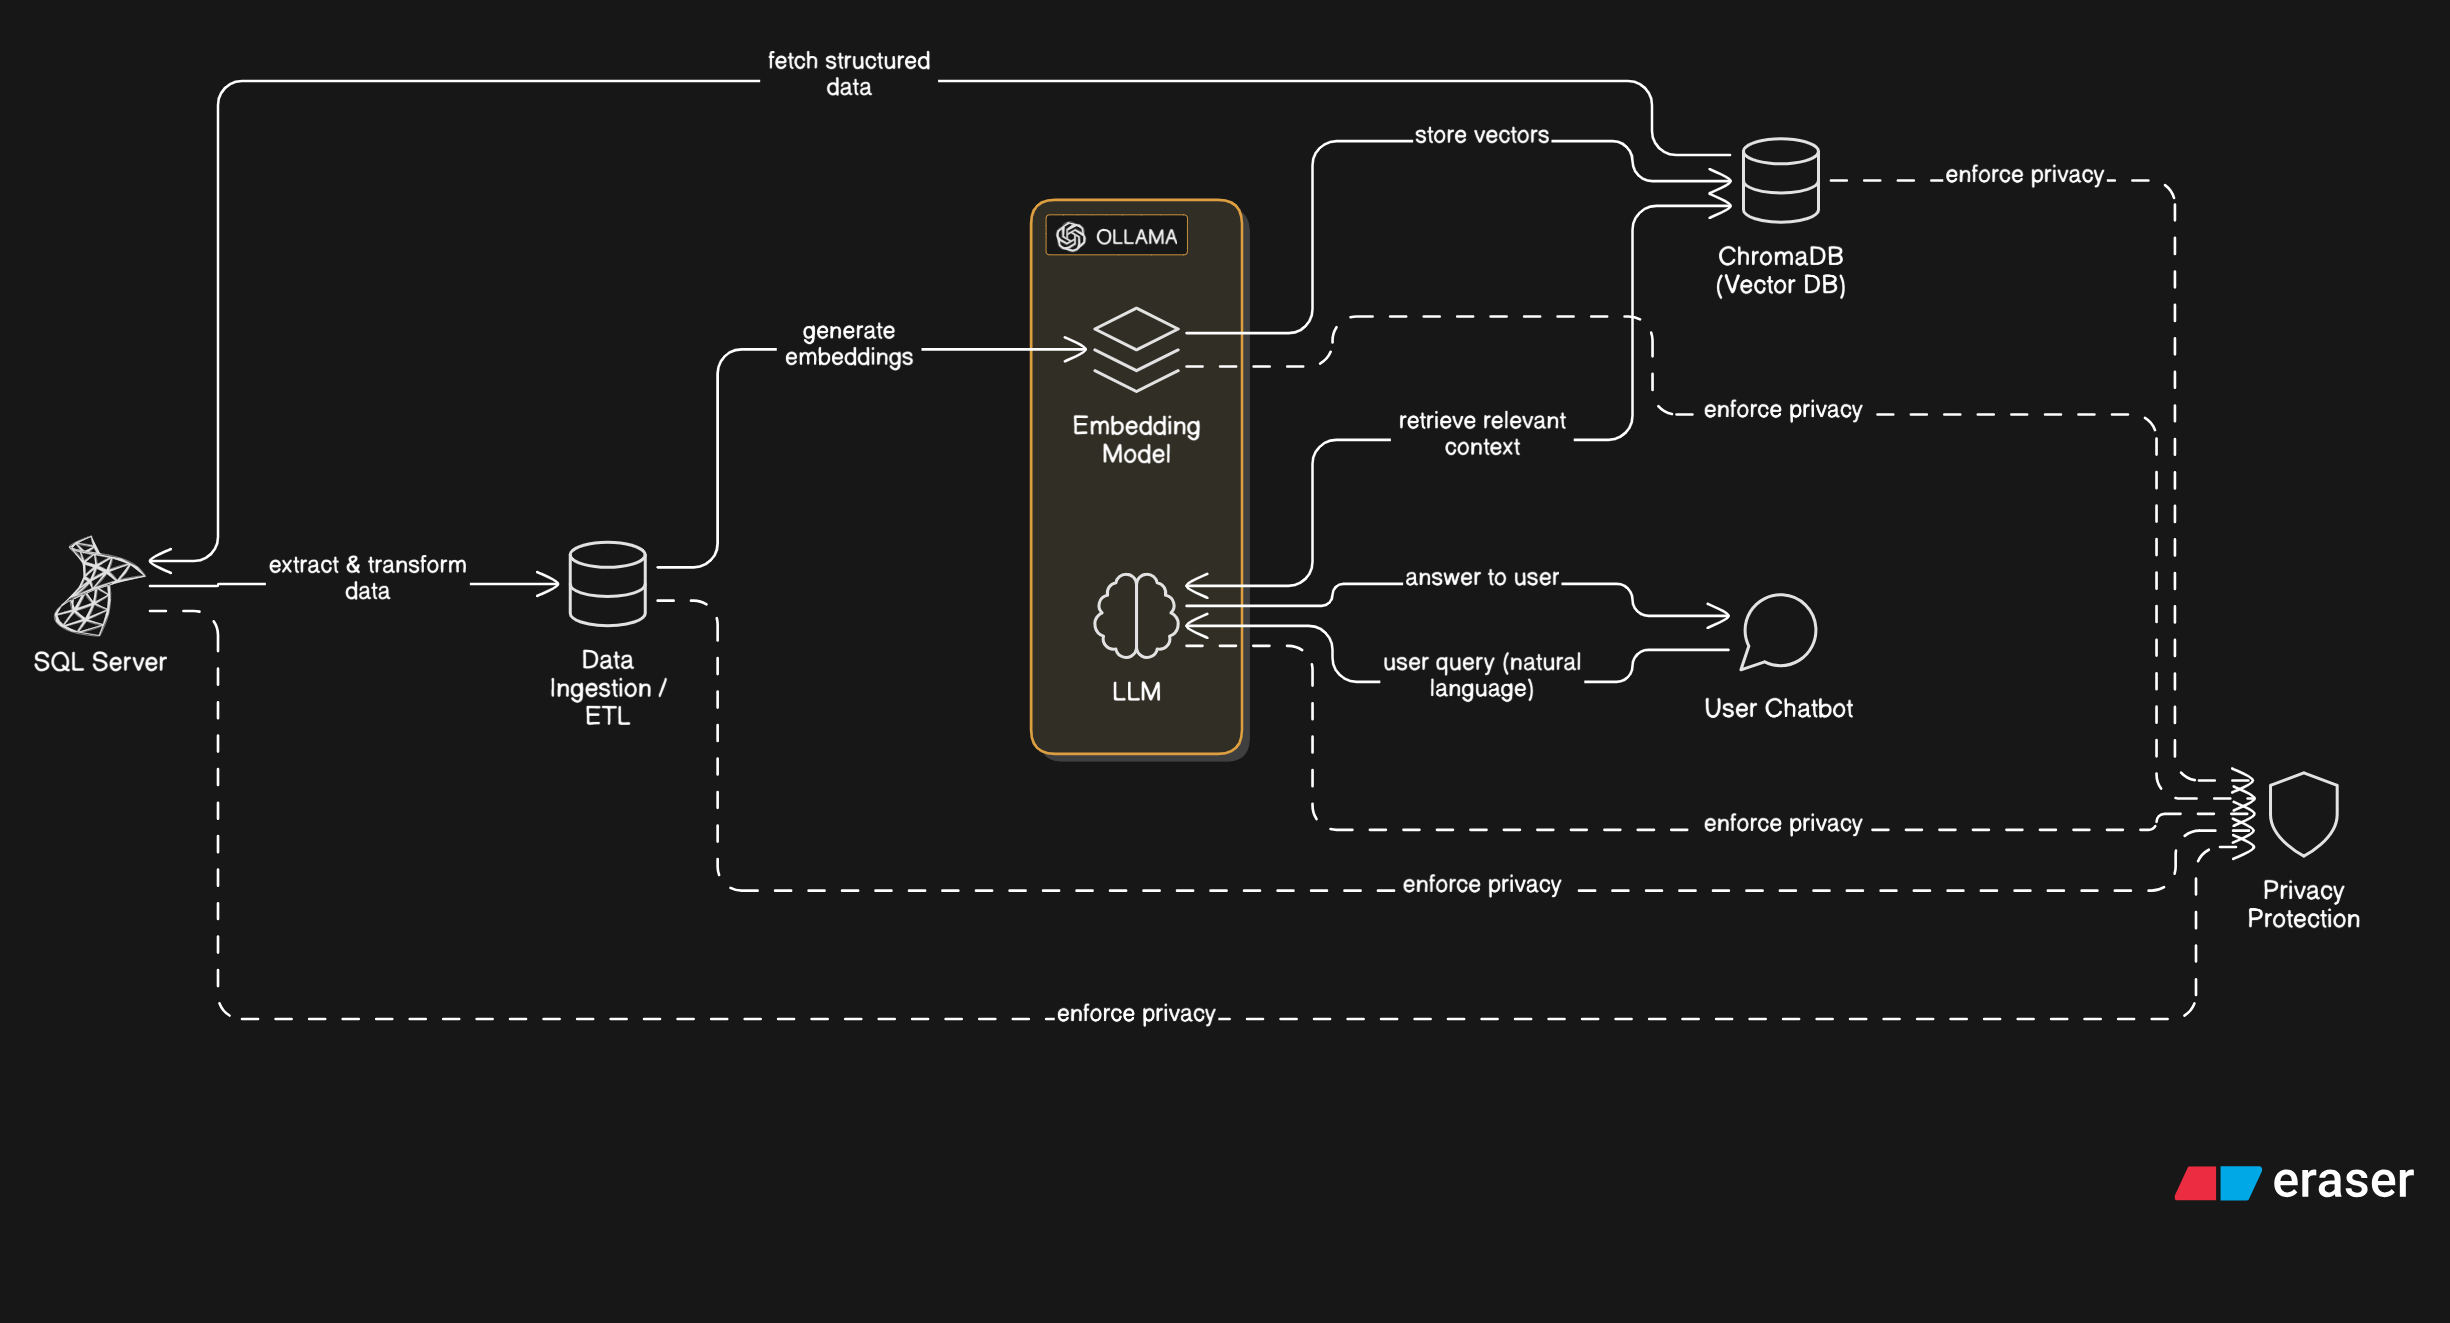 fetch structured
data
store vectors
enforce privacy
OLLAMA
ChromaDB
(Vector DB)
generate
embeddings
Embedding
Model
enforce privacy
retrieve relevant
context
extract & transform
data
SQL Server
Data
Ingestion /
ETL
answer to user
user query (natural
language)
LLM
User Chatbot
enforce privacy
enforce privacy
Privacy
Protection
enforce privacy
eraser